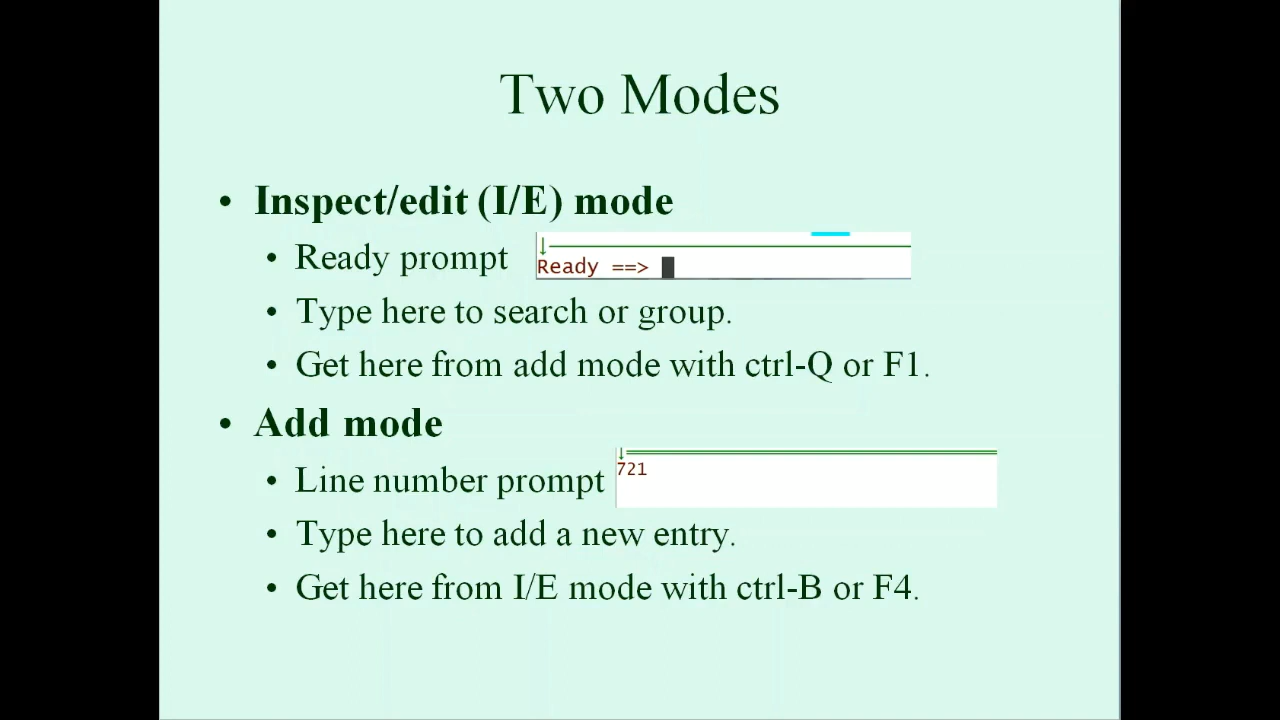 Two Modes
• Inspect/edit (I/E) mode
• Ready prompt
Ready ==>
• Type here to search or group.
• Get here from add mode with ctrl-Q or F1.
• Add mode
• Line number prompt
721
• Type here to add a new entry.
• Get here from I/E mode with ctrl-B or F4.